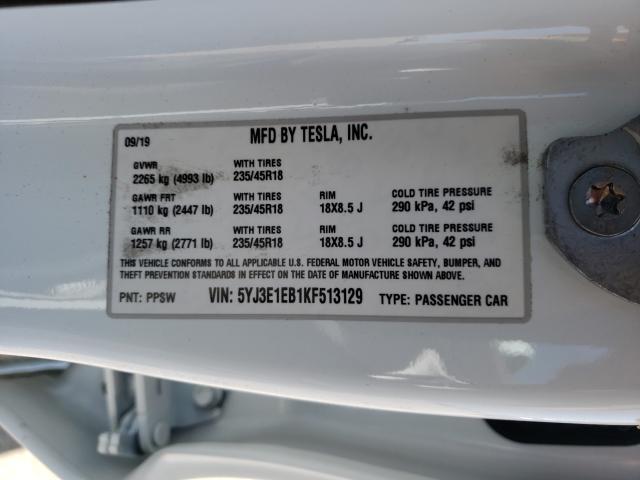 09/19 MFD BY TESLA, INC.
GVWR WITH TIRES
2265 kg (4993 lb) 235/45R18
GAWR FRT WITH TIRES RIM COLD TIRE PRESSURE
1110 kg (2447 lb) 235/45R18 18X8.5 J 290 kPa, 42 psi
GAWR RR WITH TIRES RIM COLD TIRE PRESSURE
1257 kg (2771 lb) 235/45R18 18X8.5 J 290 kPa, 42 psi
THIS VEHICLE CONFORMS TO ALL APPLICABLE U.S. FEDERAL MOTOR VEHICLE SAFETY, BUMPER, AND
THEFT PREVENTION STANDARDS IN EFFECT ON THE DATE OF MANUFACTURE SHOWN ABOVE.
PNT: PPSW VIN: 5YJ3E1EB1KF513129 TYPE: PASSENGER CAR